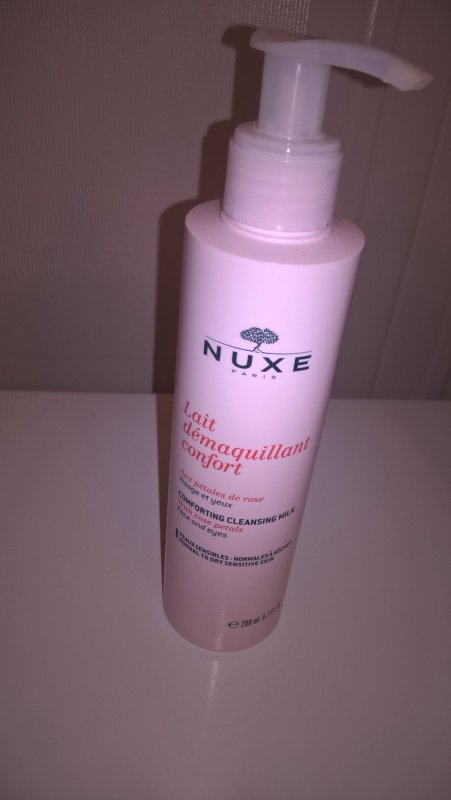 NUXE
PARIS
Lait
démaquillant
confort
Aux pétales de rose
Visage et yeux
COMFORTING CLEANSING MILK
With rose petals
Face and eyes
PEAUX SENSIBLES - NORMALES À SÈCHES
NORMAL TO DRY SENSITIVE SKIN
℮ 200 ml 6.7 FL